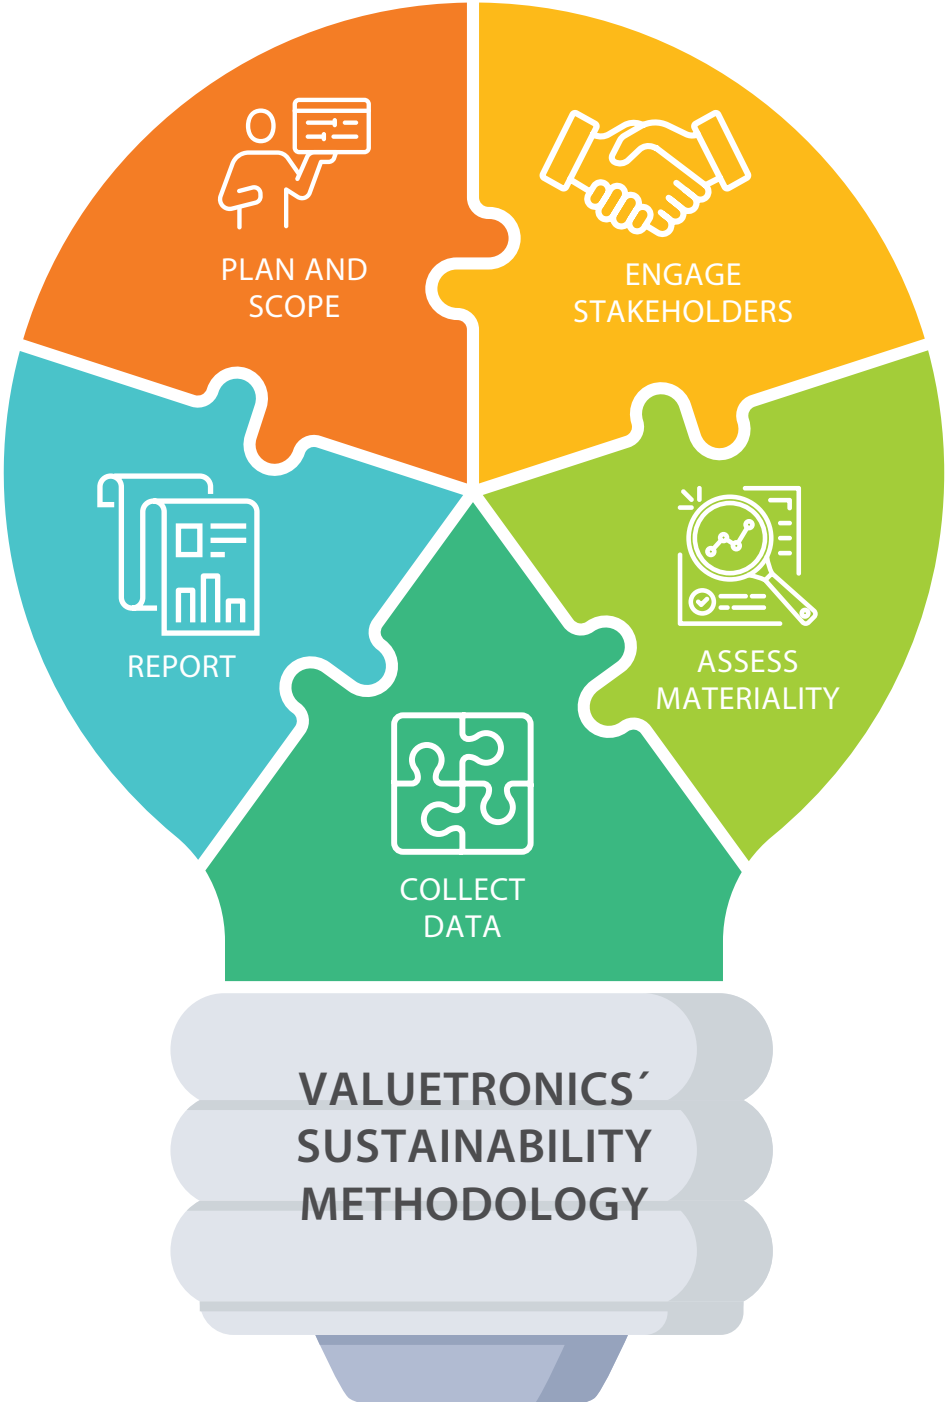 PLAN AND
SCOPE
ENGAGE
STAKEHOLDERS
ASSESS
MATERIALITY
COLLECT
DATA
REPORT
VALUETRONICS´
SUSTAINABILITY
METHODOLOGY